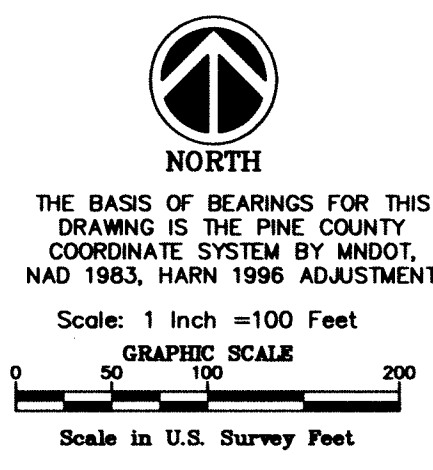 NORTH
THE BASIS OF BEARINGS FOR THIS
DRAWING IS THE PINE COUNTY
COORDINATE SYSTEM BY MNDOT,
NAD 1983, HARN 1996 ADJUSTMENT
Scale: 1 Inch =100 Feet
GRAPHIC SCALE
0 50 100 200
Scale in U.S. Survey Feet